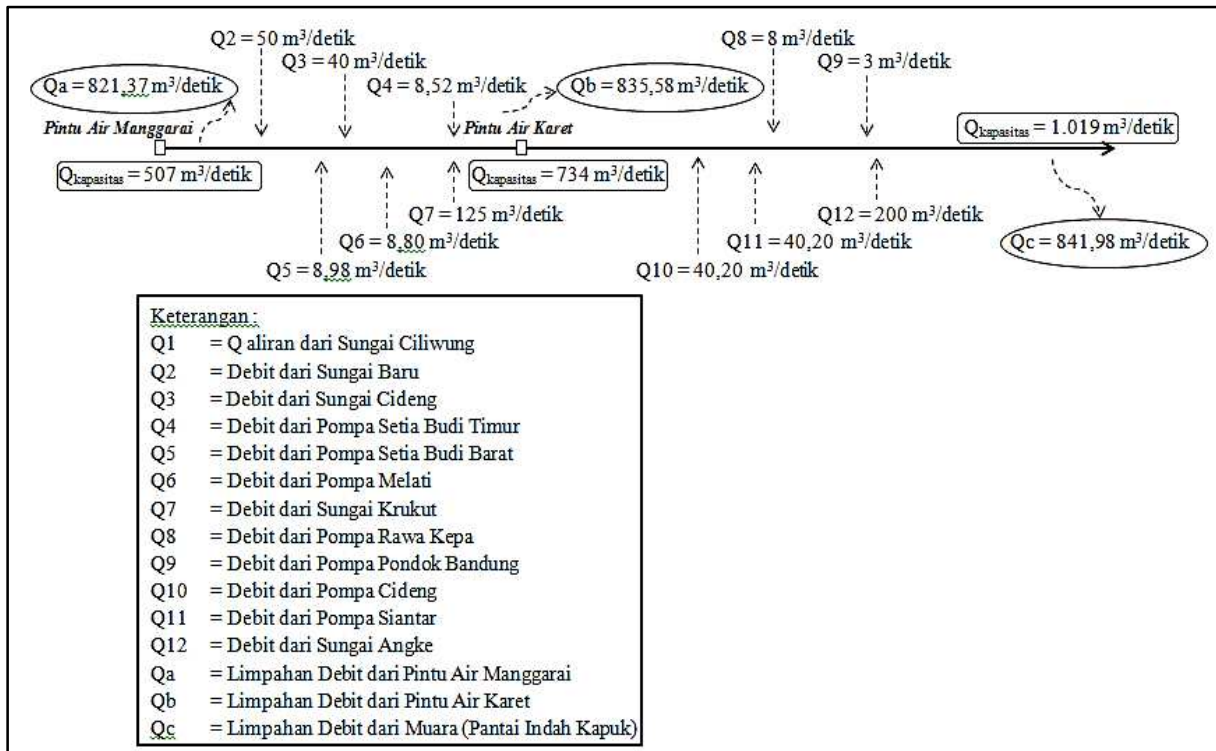 Q2 = 50 m³/detik
Q3 = 40 m³/detik
Q4 = 8,52 m³/detik
Qa = 821,37 m³/detik
Qb = 835,58 m³/detik
Q8 = 8 m³/detik
Q9 = 3 m³/detik
Pintu Air Manggarai
Pintu Air Karet
Qkapasitas = 1.019 m³/detik
Qkapasitas = 507 m³/detik
Qkapasitas = 734 m³/detik
Q7 = 125 m³/detik
Q6 = 8,80 m³/detik
Q5 = 8,98 m³/detik
Q12 = 200 m³/detik
Q11 = 40,20 m³/detik
Q10 = 40,20 m³/detik
Qc = 841,98 m³/detik
Keterangan :
Q1 = Q aliran dari Sungai Ciliwung
Q2 = Debit dari Sungai Baru
Q3 = Debit dari Sungai Cideng
Q4 = Debit dari Pompa Setia Budi Timur
Q5 = Debit dari Pompa Setia Budi Barat
Q6 = Debit dari Pompa Melati
Q7 = Debit dari Sungai Krukut
Q8 = Debit dari Pompa Rawa Kepa
Q9 = Debit dari Pompa Pondok Bandung
Q10 = Debit dari Pompa Cideng
Q11 = Debit dari Pompa Siantar
Q12 = Debit dari Sungai Angke
Qa = Limpahan Debit dari Pintu Air Manggarai
Qb = Limpahan Debit dari Pintu Air Karet
Qc = Limpahan Debit dari Muara (Pantai Indah Kapuk)